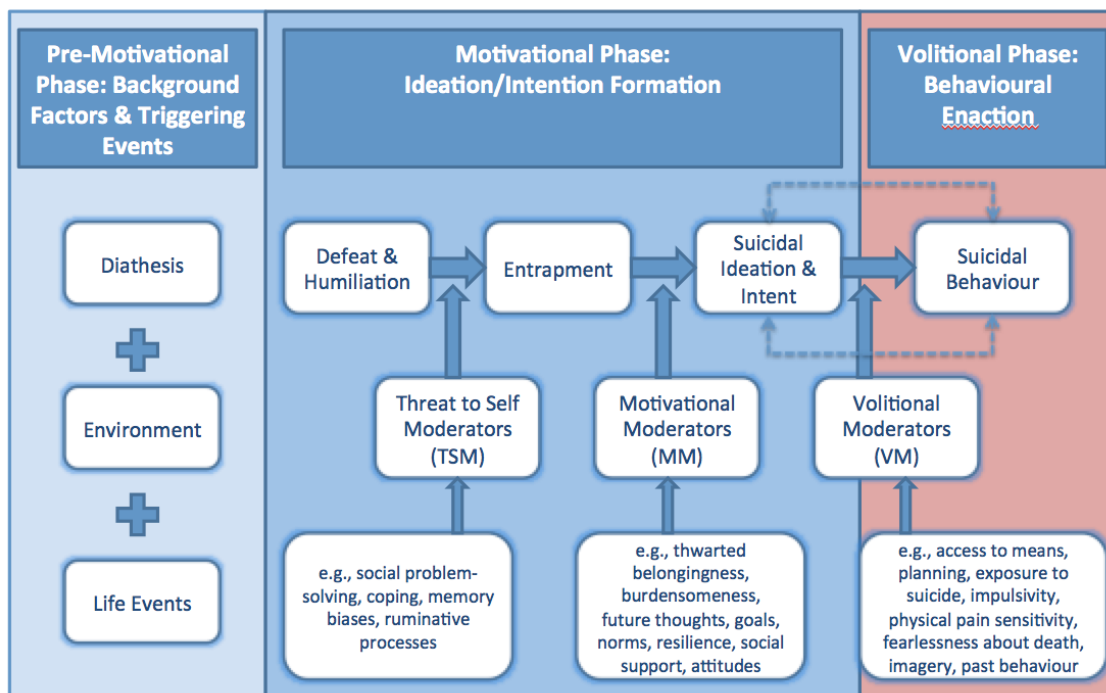 Pre-Motivational
Phase: Background
Factors & Triggering
Events
Motivational Phase:
Ideation/Intention Formation
Volitional Phase:
Behavioural
Enaction
Diathesis
Environment
Life Events
Defeat &
Humiliation
Entrapment
Suicidal
Ideation &
Intent
Suicidal
Behaviour
Threat to Self
Moderators
(TSM)
Motivational
Moderators
(MM)
Volitional
Moderators
(VM)
e.g., social problem-
solving, coping, memory
biases, ruminative
processes
e.g., thwarted
belongingness,
burdensomeness,
future thoughts, goals,
norms, resilience, social
support, attitudes
e.g., access to means,
planning, exposure to
suicide, impulsivity,
physical pain sensitivity,
fearlessness about death,
imagery, past behaviour